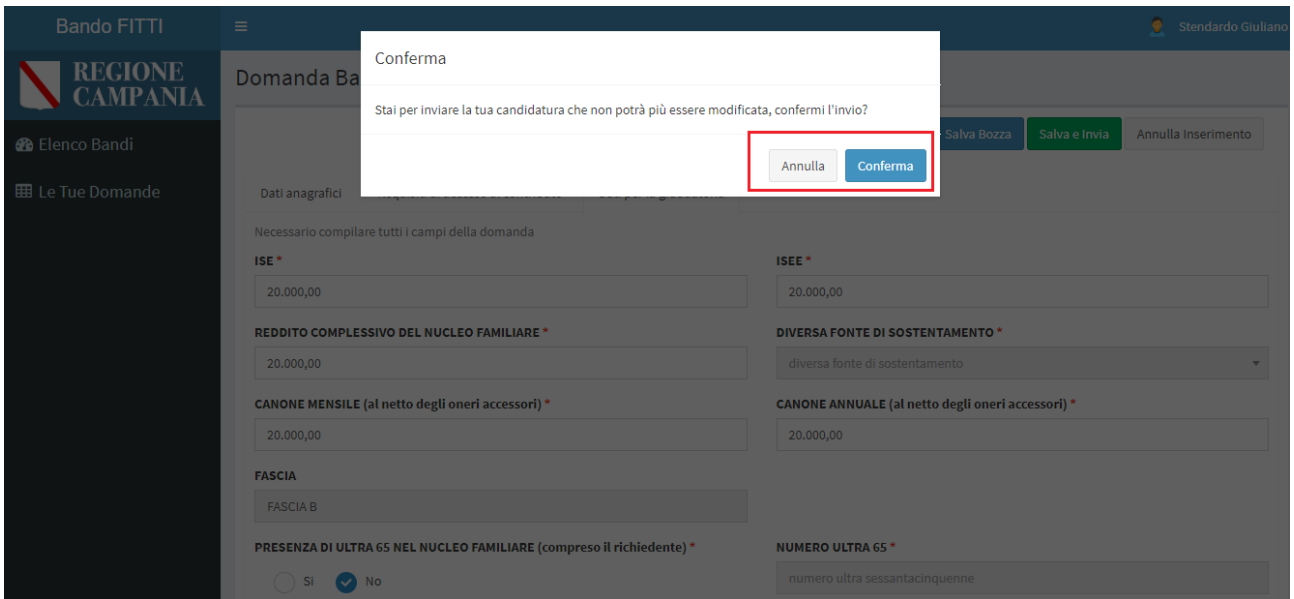 Bando FITTI
Stendardo Giuliano
REGIONE
CAMPANIA
Conferma
Domanda Ba
Stai per inviare la tua candidatura che non potrà più essere modificata, confermi l'invio?
Elenco Bandi
Salva Bozza Salva e Invia Annulla Inserimento
Annulla Conferma
Le Tue Domande
Dati anagrafici
Necessario compilare tutti i campi della domanda
ISE * ISEE *
20.000,00 20.000,00
REDDITO COMPLESSIVO DEL NUCLEO FAMILIARE * DIVERSA FONTE DI SOSTENTAMENTO *
20.000,00 diversa fonte di sostentamento
CANONE MENSILE (al netto degli oneri accessori) * CANONE ANNUALE (al netto degli oneri accessori) *
20.000,00 20.000,00
FASCIA
FASCIA B
PRESENZA DI ULTRA 65 NEL NUCLEO FAMILIARE (compreso il richiedente) * NUMERO ULTRA 65 *
Si No numero ultra sessantacinquenne